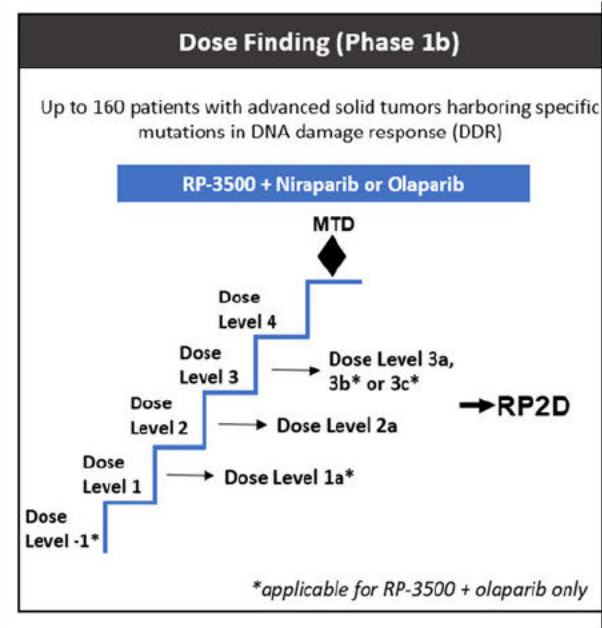 Dose Finding (Phase 1b)
Up to 160 patients with advanced solid tumors harboring specific
mutations in DNA damage response (DDR)
RP-3500 + Niraparib or Olaparib
MTD
Dose
Level 4
Dose
Level 3
Dose Level 3a,
3b* or 3c*
RP2D
Dose
Level 2
Dose Level 2a
Dose
Level 1
Dose Level 1a*
Dose
Level -1*
*applicable for RP-3500 + olaparib only